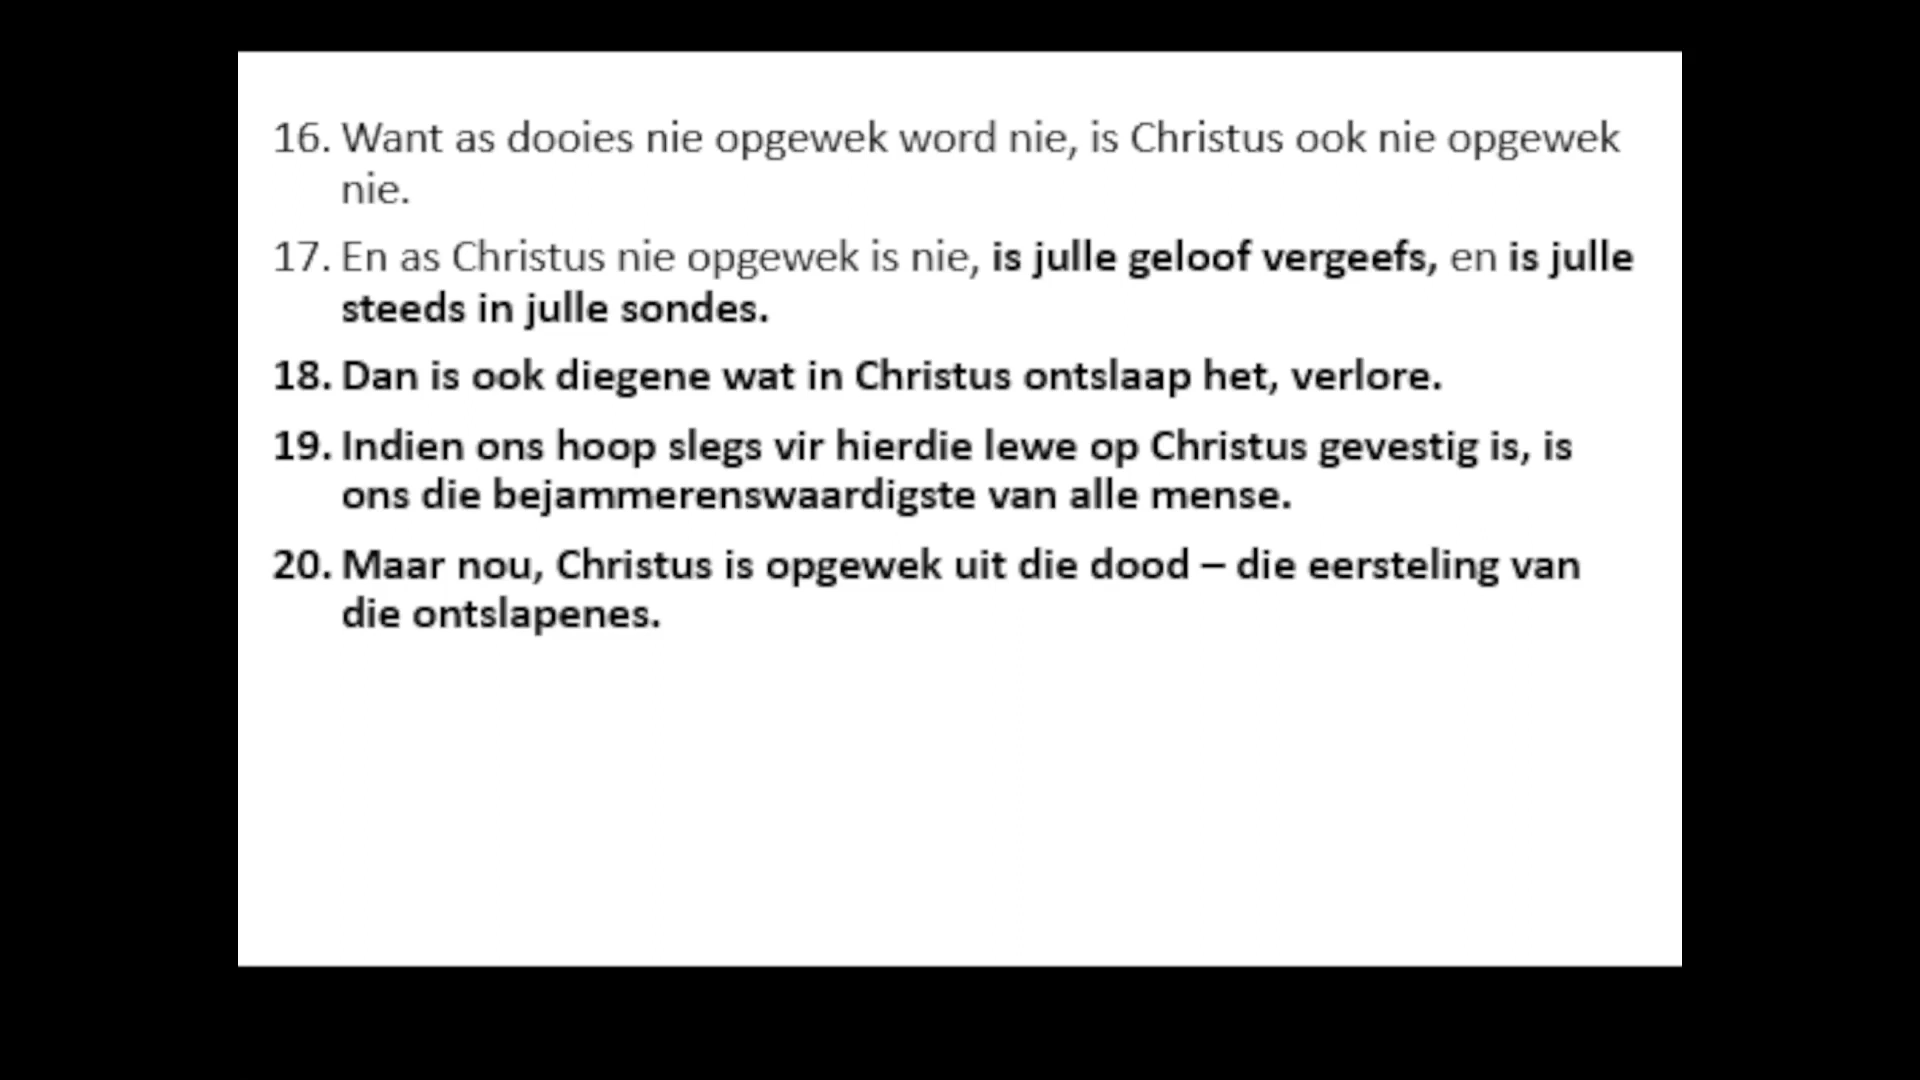 16. Want as dooies nie opgewek word nie, is Christus ook nie opgewek
nie.
17. En as Christus nie opgewek is nie, is julle geloof vergeefs, en is julle
steeds in julle sondes.
18. Dan is ook diegene wat in Christus ontslaap het, verlore.
19. Indien ons hoop slegs vir hierdie lewe op Christus gevestig is, is
ons die bejammerenswaardigste van alle mense.
20. Maar nou, Christus is opgewek uit die dood – die eersteling van
die ontslapenes.